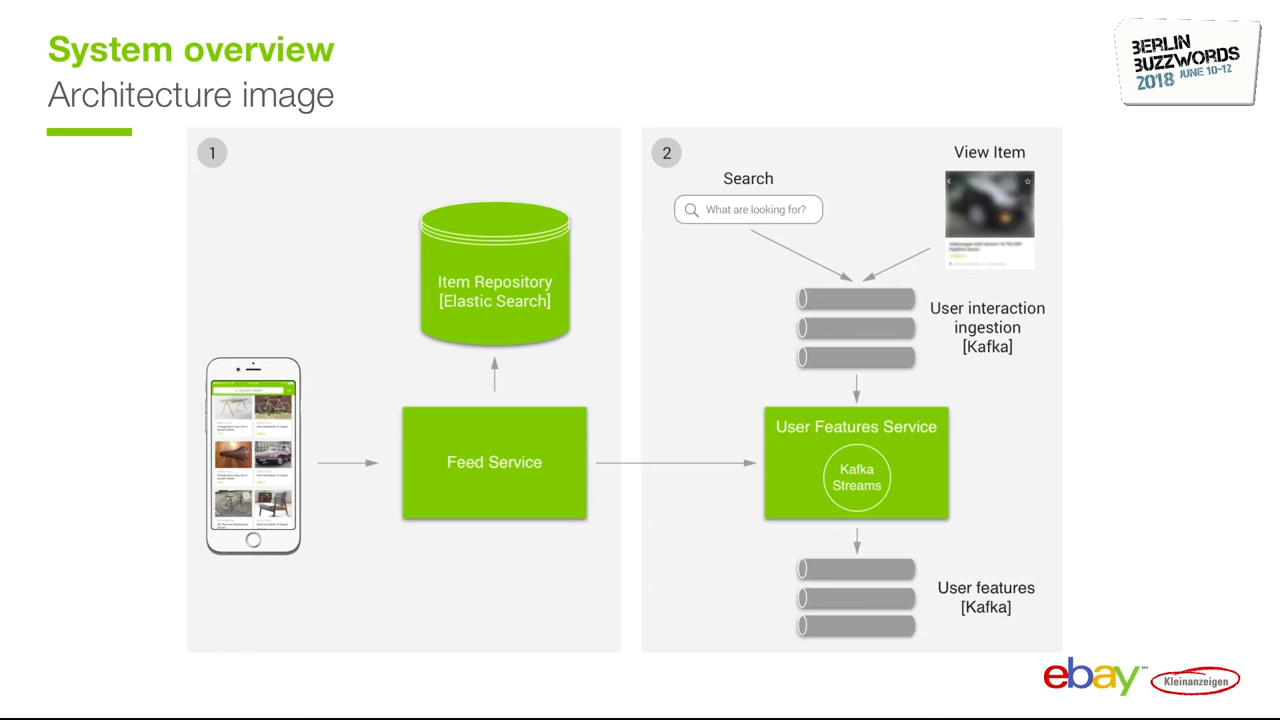 System overview
Architecture image
BERLIN
BUZZWORDS
2018 JUNE 10-12
1
Item Repository
[Elastic Search]
Feed Service
2
Search
What are looking for?
View Item
User interaction
ingestion
[Kafka]
User Features Service
Kafka
Streams
User features
[Kafka]
ebay
Kleinanzeigen